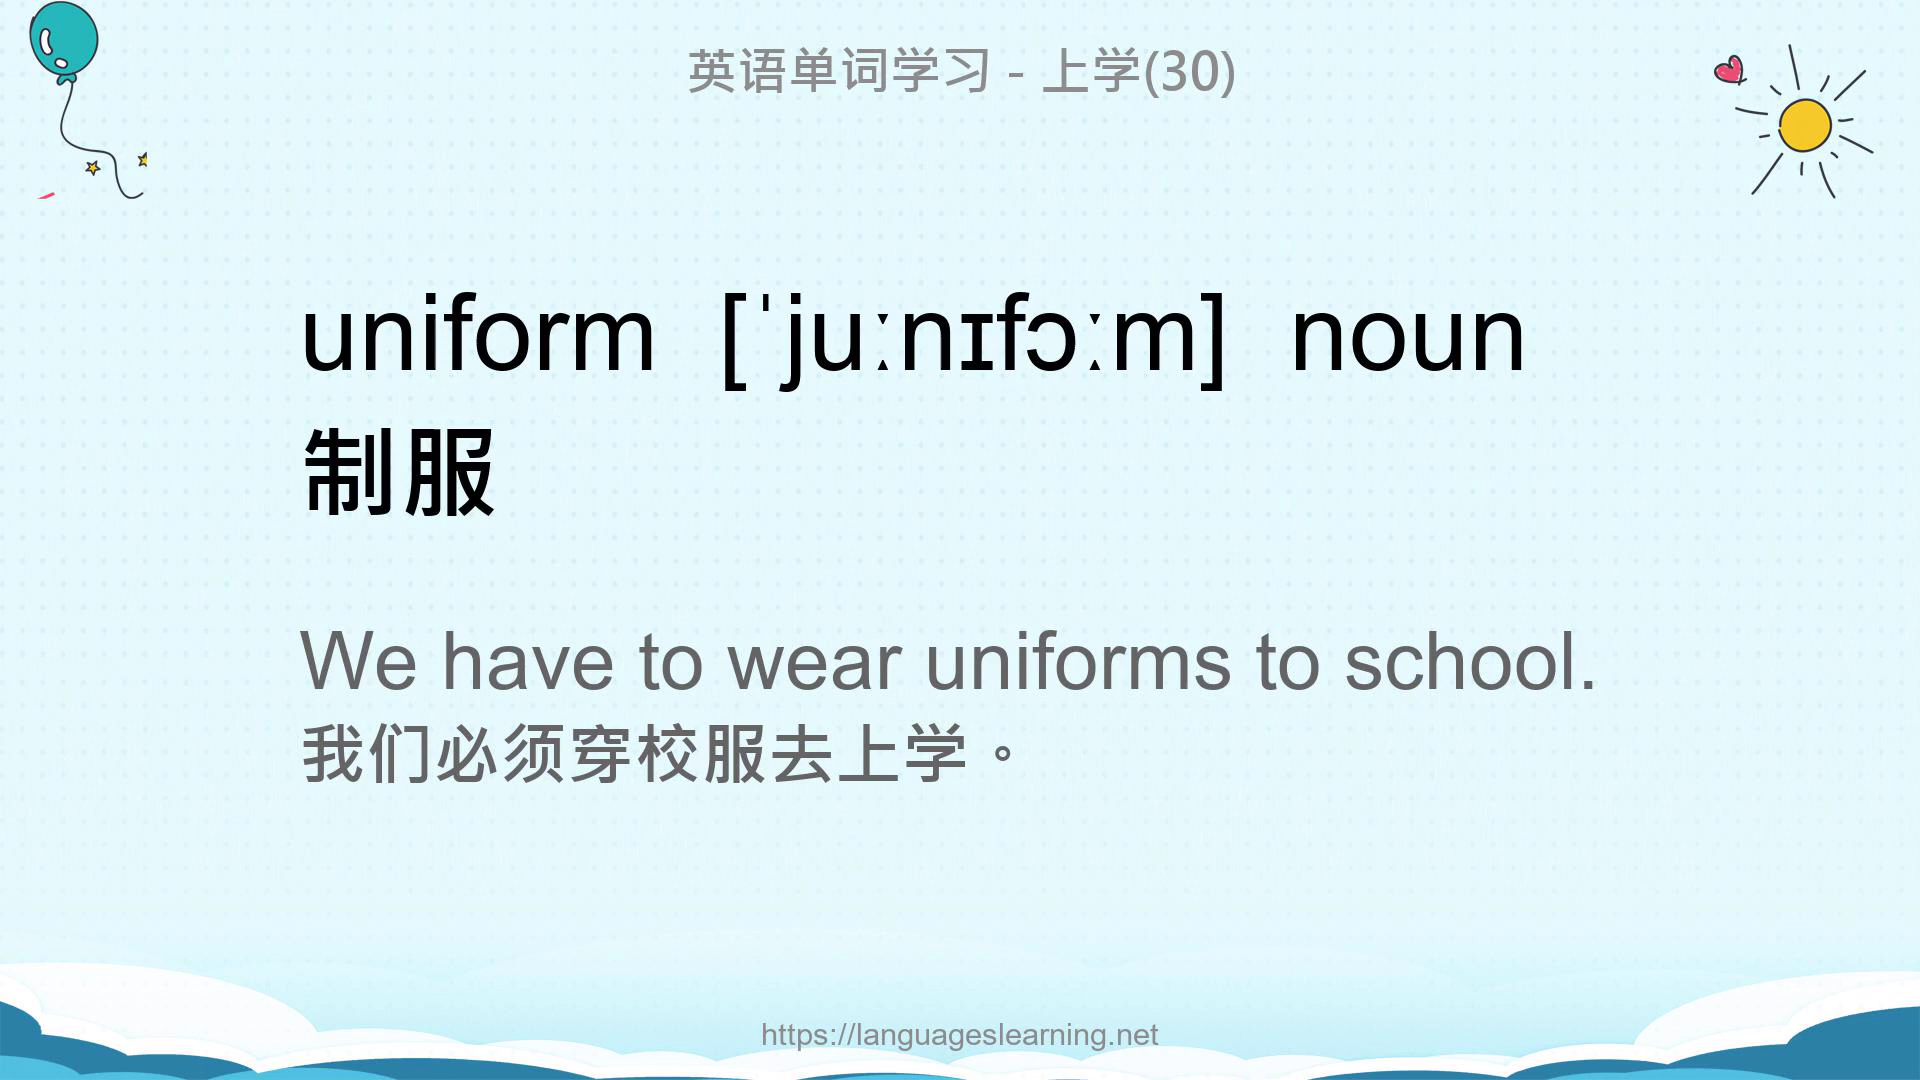 英语单词学习 - 上学(30)
uniform [ˈjuːnɪfɔːm] noun
制服
We have to wear uniforms to school.
我们必须穿校服去上学。
https://languageslearning.net